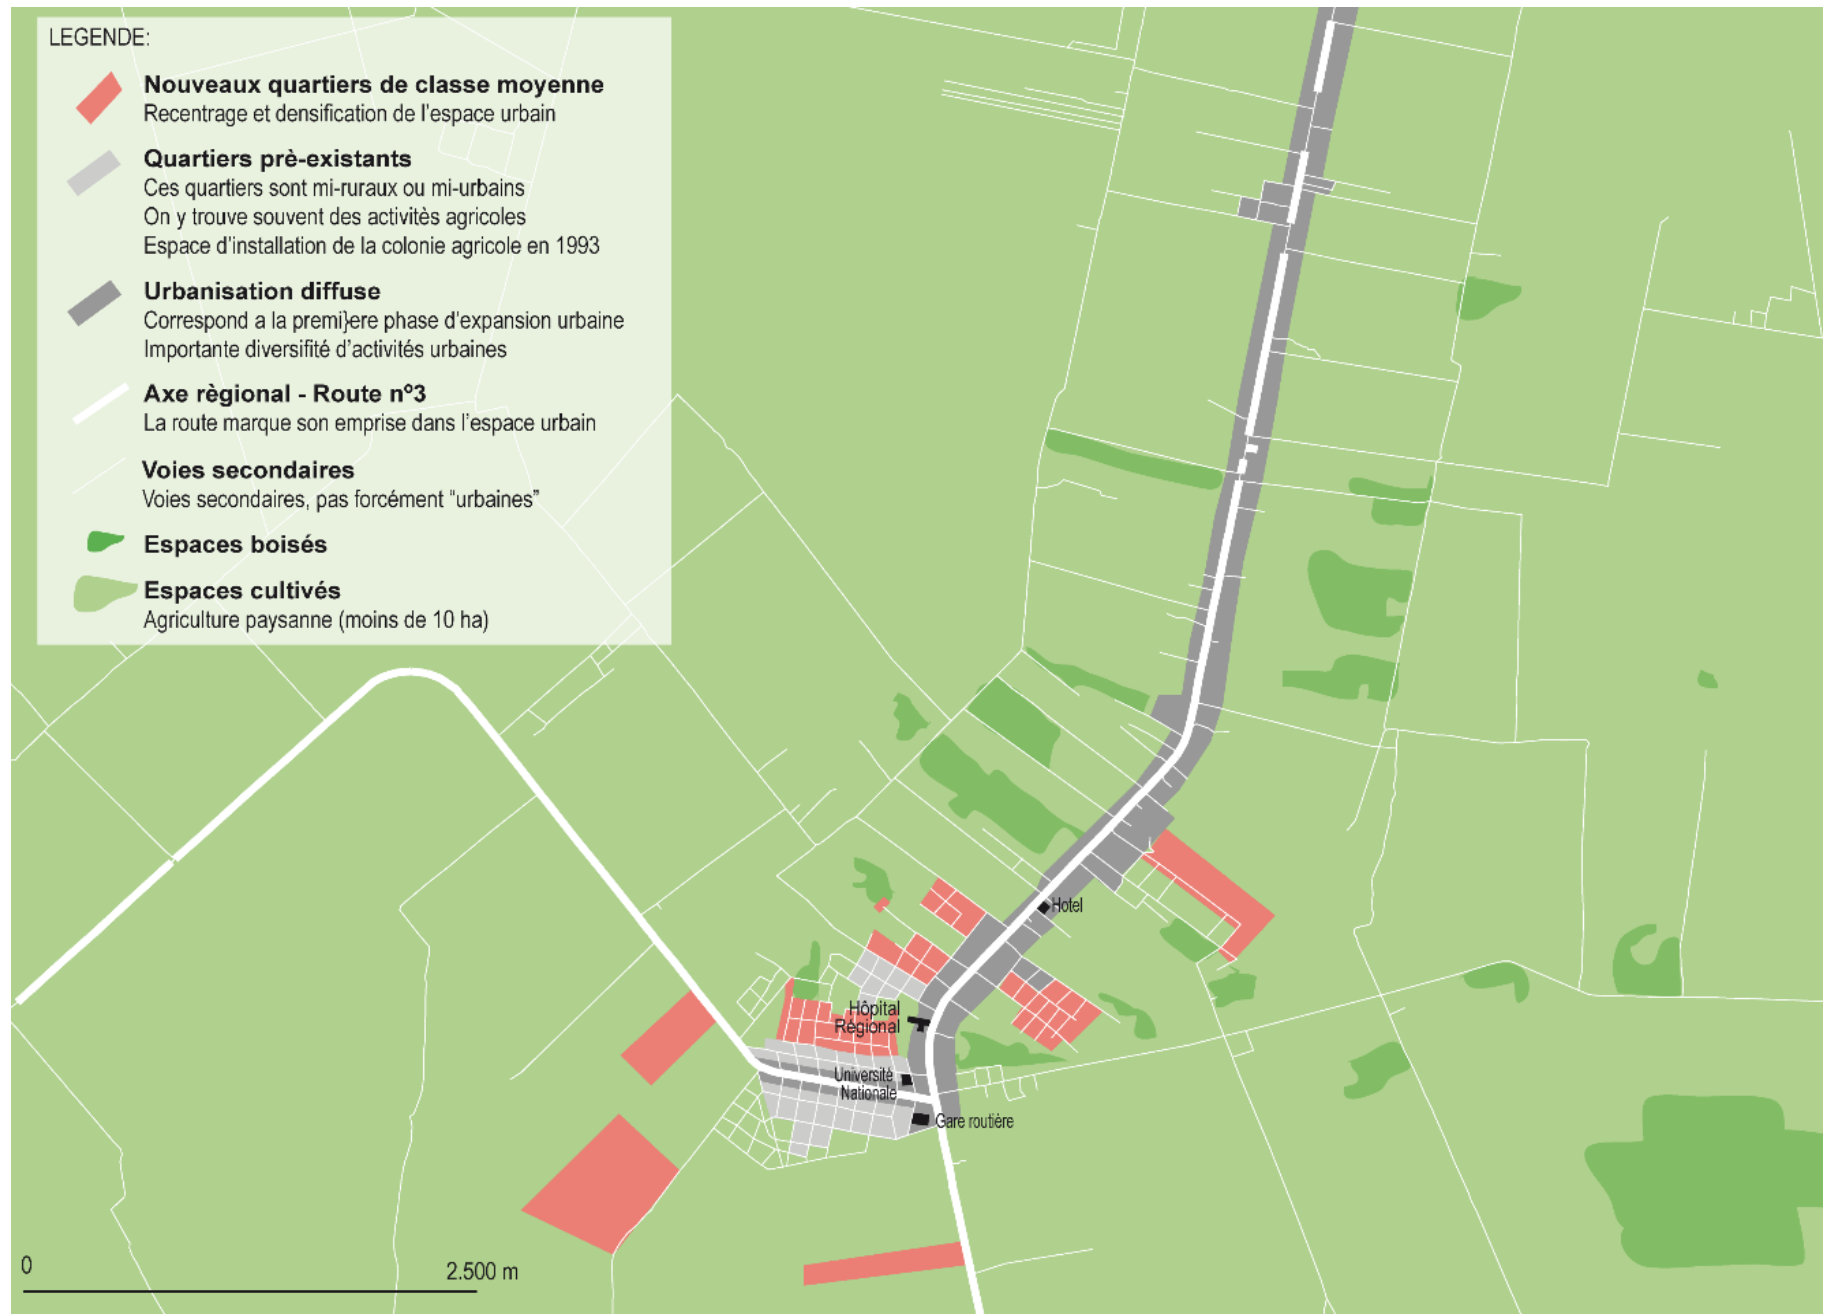 LEGENDE:
Nouveaux quartiers de classe moyenne
Recentrage et densification de l'espace urbain
Quartiers prè-existants
Ces quartiers sont mi-ruraux ou mi-urbains
On y trouve souvent des activitès agricoles
Espace d'installation de la colonie agricole en 1993
Urbanisation diffuse
Correspond a la premi}ere phase d'expansion urbaine
Importante diversifité d'activités urbaines
Axe règional - Route nº3
La route marque son emprise dans l'espace urbain
Voies secondaires
Voies secondaires, pas forcément “urbaines”
Espaces boisés
Espaces cultivés
Agriculture paysanne (moins de 10 ha)
Hotel
Hôpital
Régional
Universitè
Nationale
Gare routière
0
2.500 m